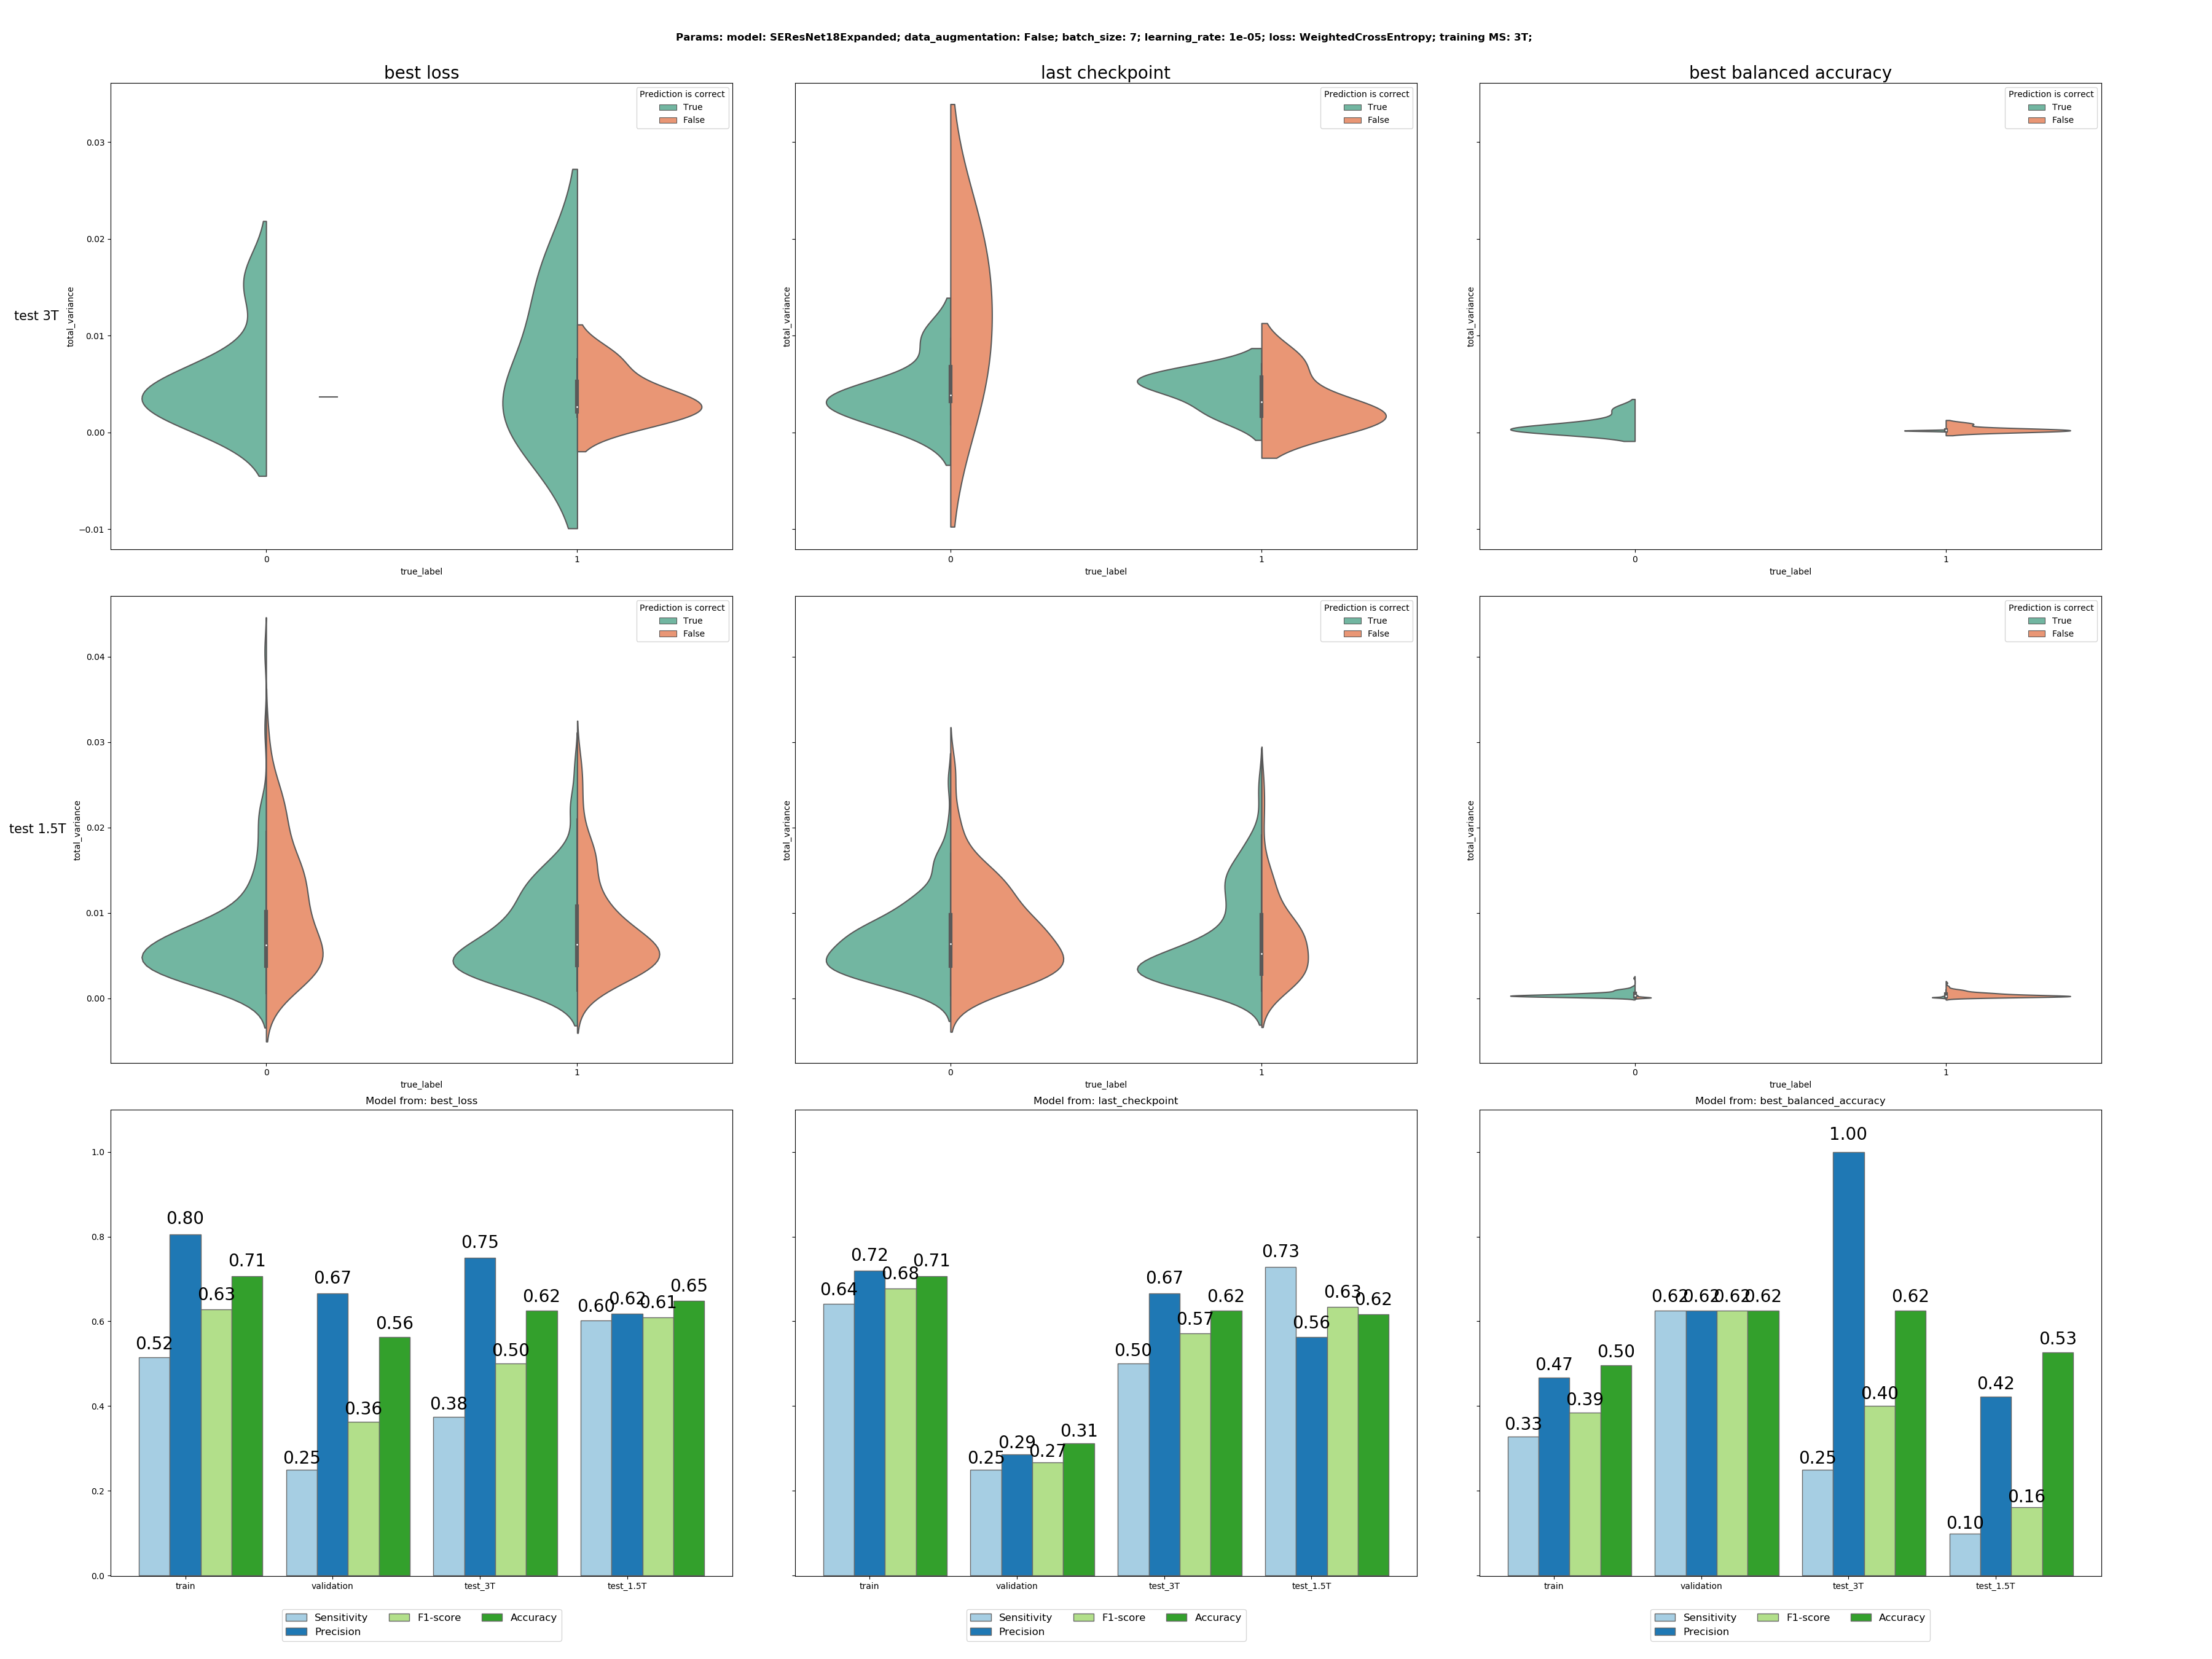 Params: model: SEResNet18Expanded; data_augmentation: False; batch_size: 7; learning_rate: 1e-05; loss: WeightedCrossEntropy; training MS: 3T;
best loss
last checkpoint
best balanced accuracy
test 3T
total_variance
0.03
0.02
0.01
0.00
−0.01
Prediction is correct
True
False
0
1
true_label
total_variance
Prediction is correct
True
False
0
1
true_label
total_variance
Prediction is correct
True
False
0
1
true_label
test 1.5T
total_variance
0.04
0.03
0.02
0.01
0.00
Prediction is correct
True
False
0
1
true_label
total_variance
Prediction is correct
True
False
0
1
true_label
total_variance
Prediction is correct
True
False
0
1
true_label
Model from: best_loss
1.0
0.8
0.6
0.4
0.2
0.0
0.52
0.80
0.63
0.71
0.25
0.67
0.36
0.56
0.38
0.75
0.50
0.62
0.60
0.62
0.61
0.65
train
validation
test_3T
test_1.5T
Sensitivity
Precision
F1-score
Accuracy
Model from: last_checkpoint
0.64
0.72
0.68
0.71
0.25
0.29
0.27
0.31
0.50
0.67
0.57
0.62
0.73
0.56
0.63
0.62
train
validation
test_3T
test_1.5T
Sensitivity
Precision
F1-score
Accuracy
Model from: best_balanced_accuracy
0.33
0.47
0.39
0.50
0.62
0.62
0.62
0.62
0.25
1.00
0.40
0.62
0.10
0.42
0.16
0.53
train
validation
test_3T
test_1.5T
Sensitivity
Precision
F1-score
Accuracy